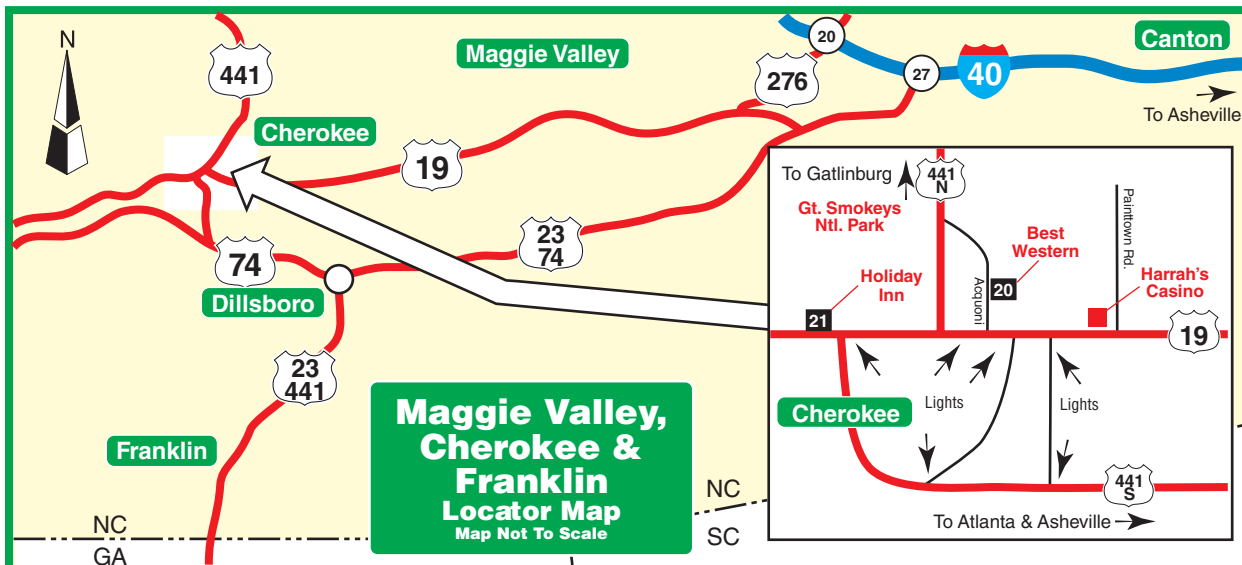 N
441
Maggie Valley
276
20
27
40
Canton
To Asheville
Cherokee
19
23
74
74
Dillsboro
23
441
Franklin
NC
GA
Maggie Valley,
Cherokee &
Franklin
Locator Map
Map Not To Scale
NC
SC
To Gatlinburg
441
N
Gt. Smokeys
Ntl. Park
Best
Western
Painttown Rd.
Holiday
Inn
Acquoni
20
Harrah's
Casino
21
19
Cherokee
Lights
Lights
441
S
To Atlanta & Asheville